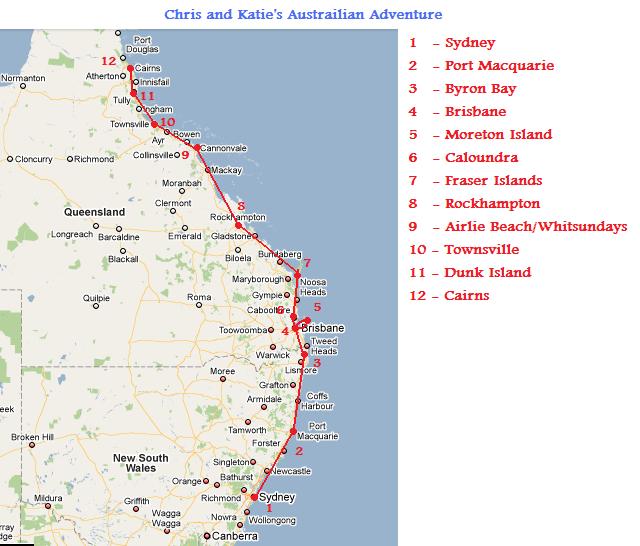 Chris and Katie's Austrailian Adventure
1 - Sydney
2 - Port Macquarie
3 - Byron Bay
4 - Brisbane
5 - Moreton Island
6 - Caloundra
7 - Fraser Islands
8 - Rockhampton
9 - Airlie Beach/Whitsundays
10 - Townsville
11 - Dunk Island
12 - Cairns
Port
Douglas
12
Cairns
Atherton
Innisfail
Normanton
Tully
11
Ingham
Townsville
10
Bowen
Ayr
Cannonvale
Cloncurry
Richmond
Collinsville
9
Mackay
Moranbah
Clermont
8
Queensland
Rockhampton
Longreach
Barcaldine
Emerald
Gladstone
Blackall
Biloela
Bundaberg
7
Maryborough
Noosa
Heads
Quilpie
Roma
Gympie
Caboolture
6
5
Toowoomba
4
Brisbane
Tweed
Heads
Warwick
3
Lismore
Moree
Grafton
Armidale
Coffs
Harbour
Tamworth
Port
Macquarie
eek
Broken Hill
Forster
2
New South
Wales
Singleton
Newcastle
Bathurst
Orange
Richmond
Sydney
1
Mildura
Griffith
Wagga
Wagga
Nowra
Wollongong
rray
dge
Canberra